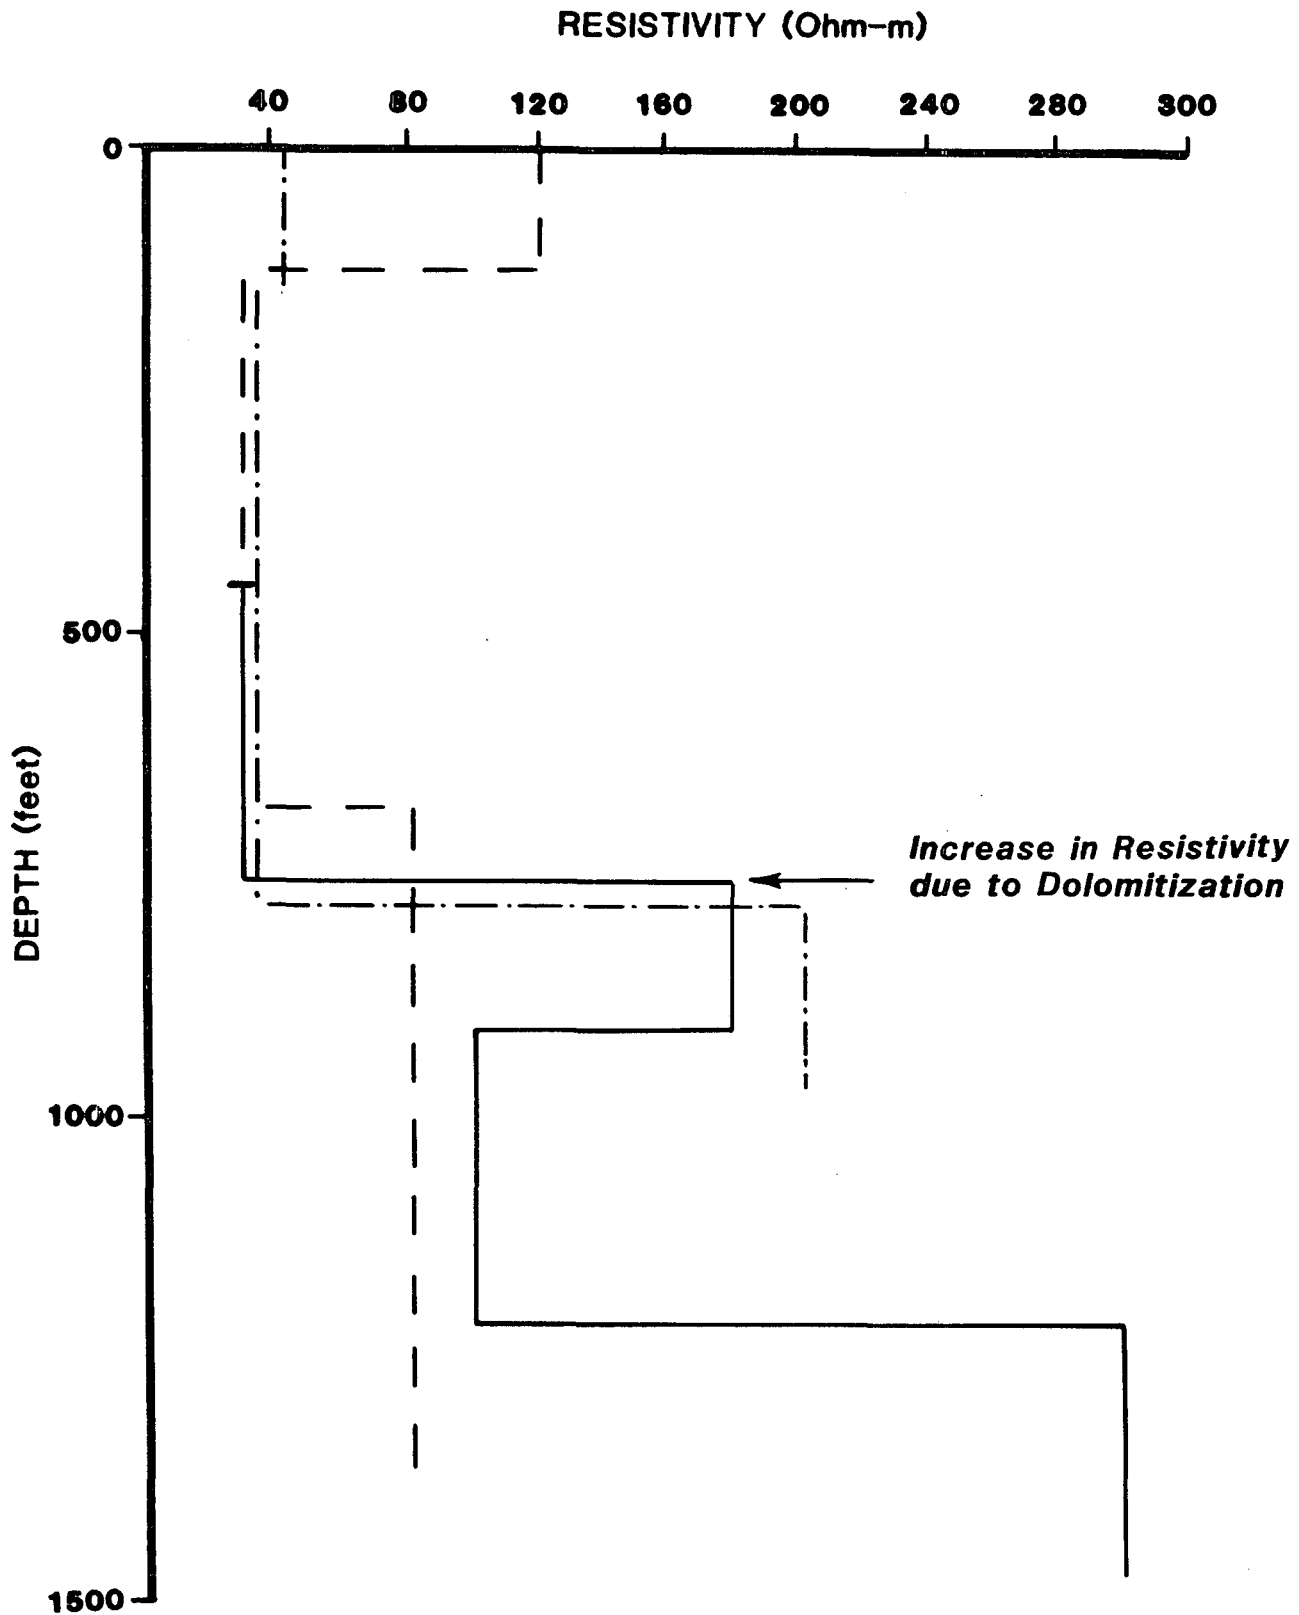 RESISTIVITY (Ohm-m)
40 80 120 160 200 240 280 300
0
500
DEPTH (feet)
Increase in Resistivity
due to Dolomitization
1000
1500